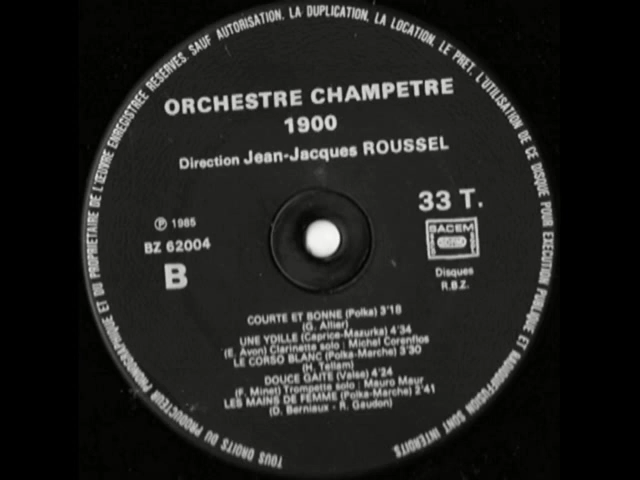 TOUS DROITS DU PRODUCTEUR PHONOGRAPHIQUE ET DU PROPRIETAIRE DE L'ŒUVRE ENREGISTREE RESERVES. SAUF AUTORISATION, LA DUPLICATION, LA LOCATION, LE PRET, L'UTILISATION DE CE DISQUE POUR EXECUTION PUBLIQUE ET RADIODIFFUSION SONT INTERDITS.
ORCHESTRE CHAMPETRE
1900
Direction Jean-Jacques ROUSSEL
33 T.
℗ 1985
BZ 62004
SACEM
B
Disques
R.B.Z.
COURTE ET BONNE (Polka) 3'18
(G. Allier)
UNE YDILLE (Caprice-Mazurka) 4'34
(E. Avon) Clarinette solo : Michel Corenflos
LE CORSO BLANC (Polka-Marche) 3'30
(H. Tellam)
DOUCE GAITE (Valse) 4'24
(F. Minet) Trompette solo : Mauro Maur
LES MAINS DE FEMME (Polka-Marche) 2'41
(D. Berniaux - R. Gaudon)